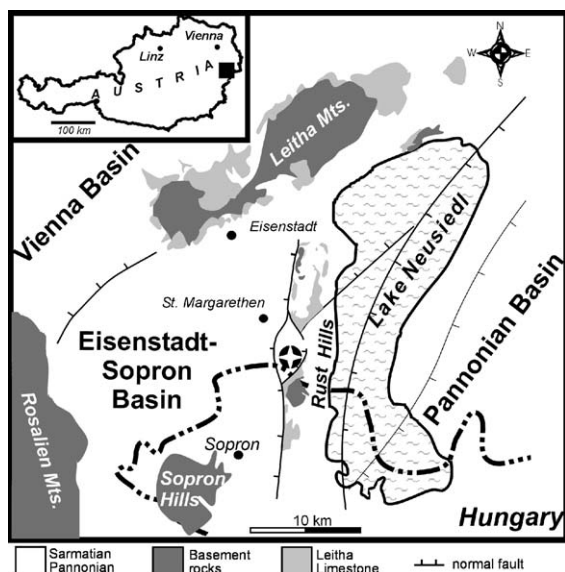 Vienna
Linz
AUSTRIA
100 km
N
W E
S
Leitha Mts.
Vienna Basin
Eisenstadt
Lake Neusiedl
St. Margarethen
Pannonian Basin
Rust Hills
Eisenstadt-
Sopron
Basin
Rosalien Mts.
Sopron
Sopron
Hills
10 km
Hungary
Sarmatian
Pannonian
Basement
rocks
Leitha
Limestone
normal fault